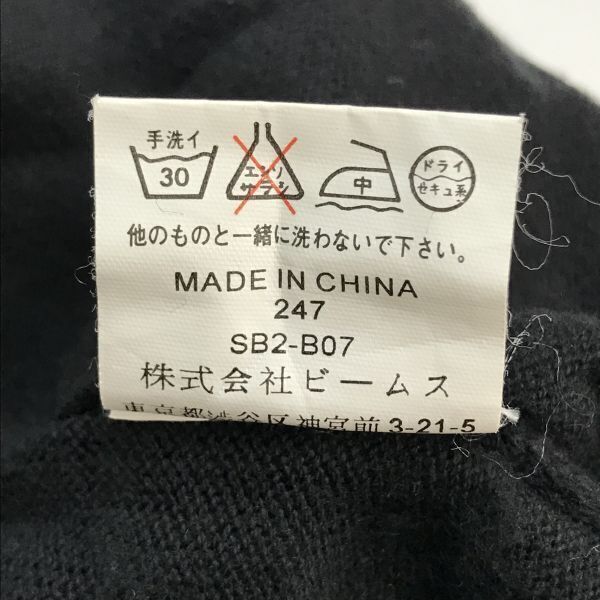 手洗イ
30
エンソ
サラシ
中
ドライ
セキユ系
他のものと一緒に洗わないで下さい。
MADE IN CHINA
247
SB2-B07
株式会社ビームス
東京都渋谷区神宮前3-21-5